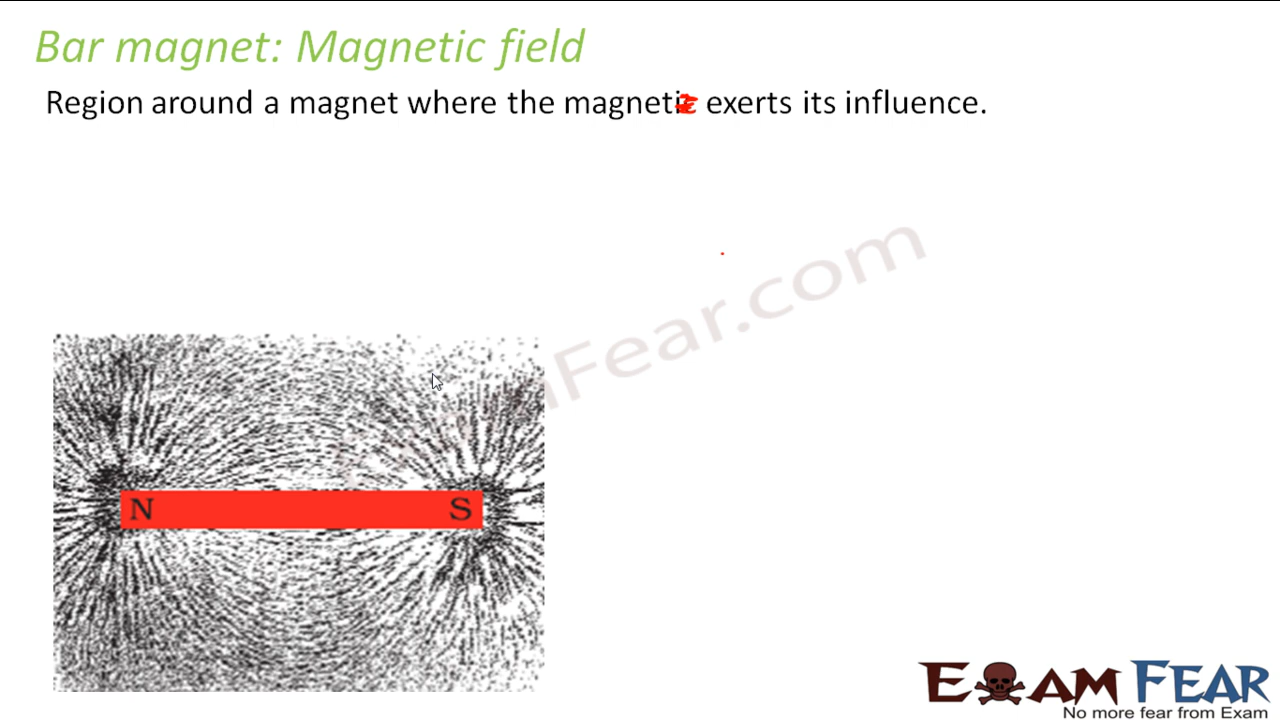 Bar magnet: Magnetic field
Region around a magnet where the magnetic exerts its influence.
ExamFear.com
N S
EXAM FEAR
No more fear from Exam